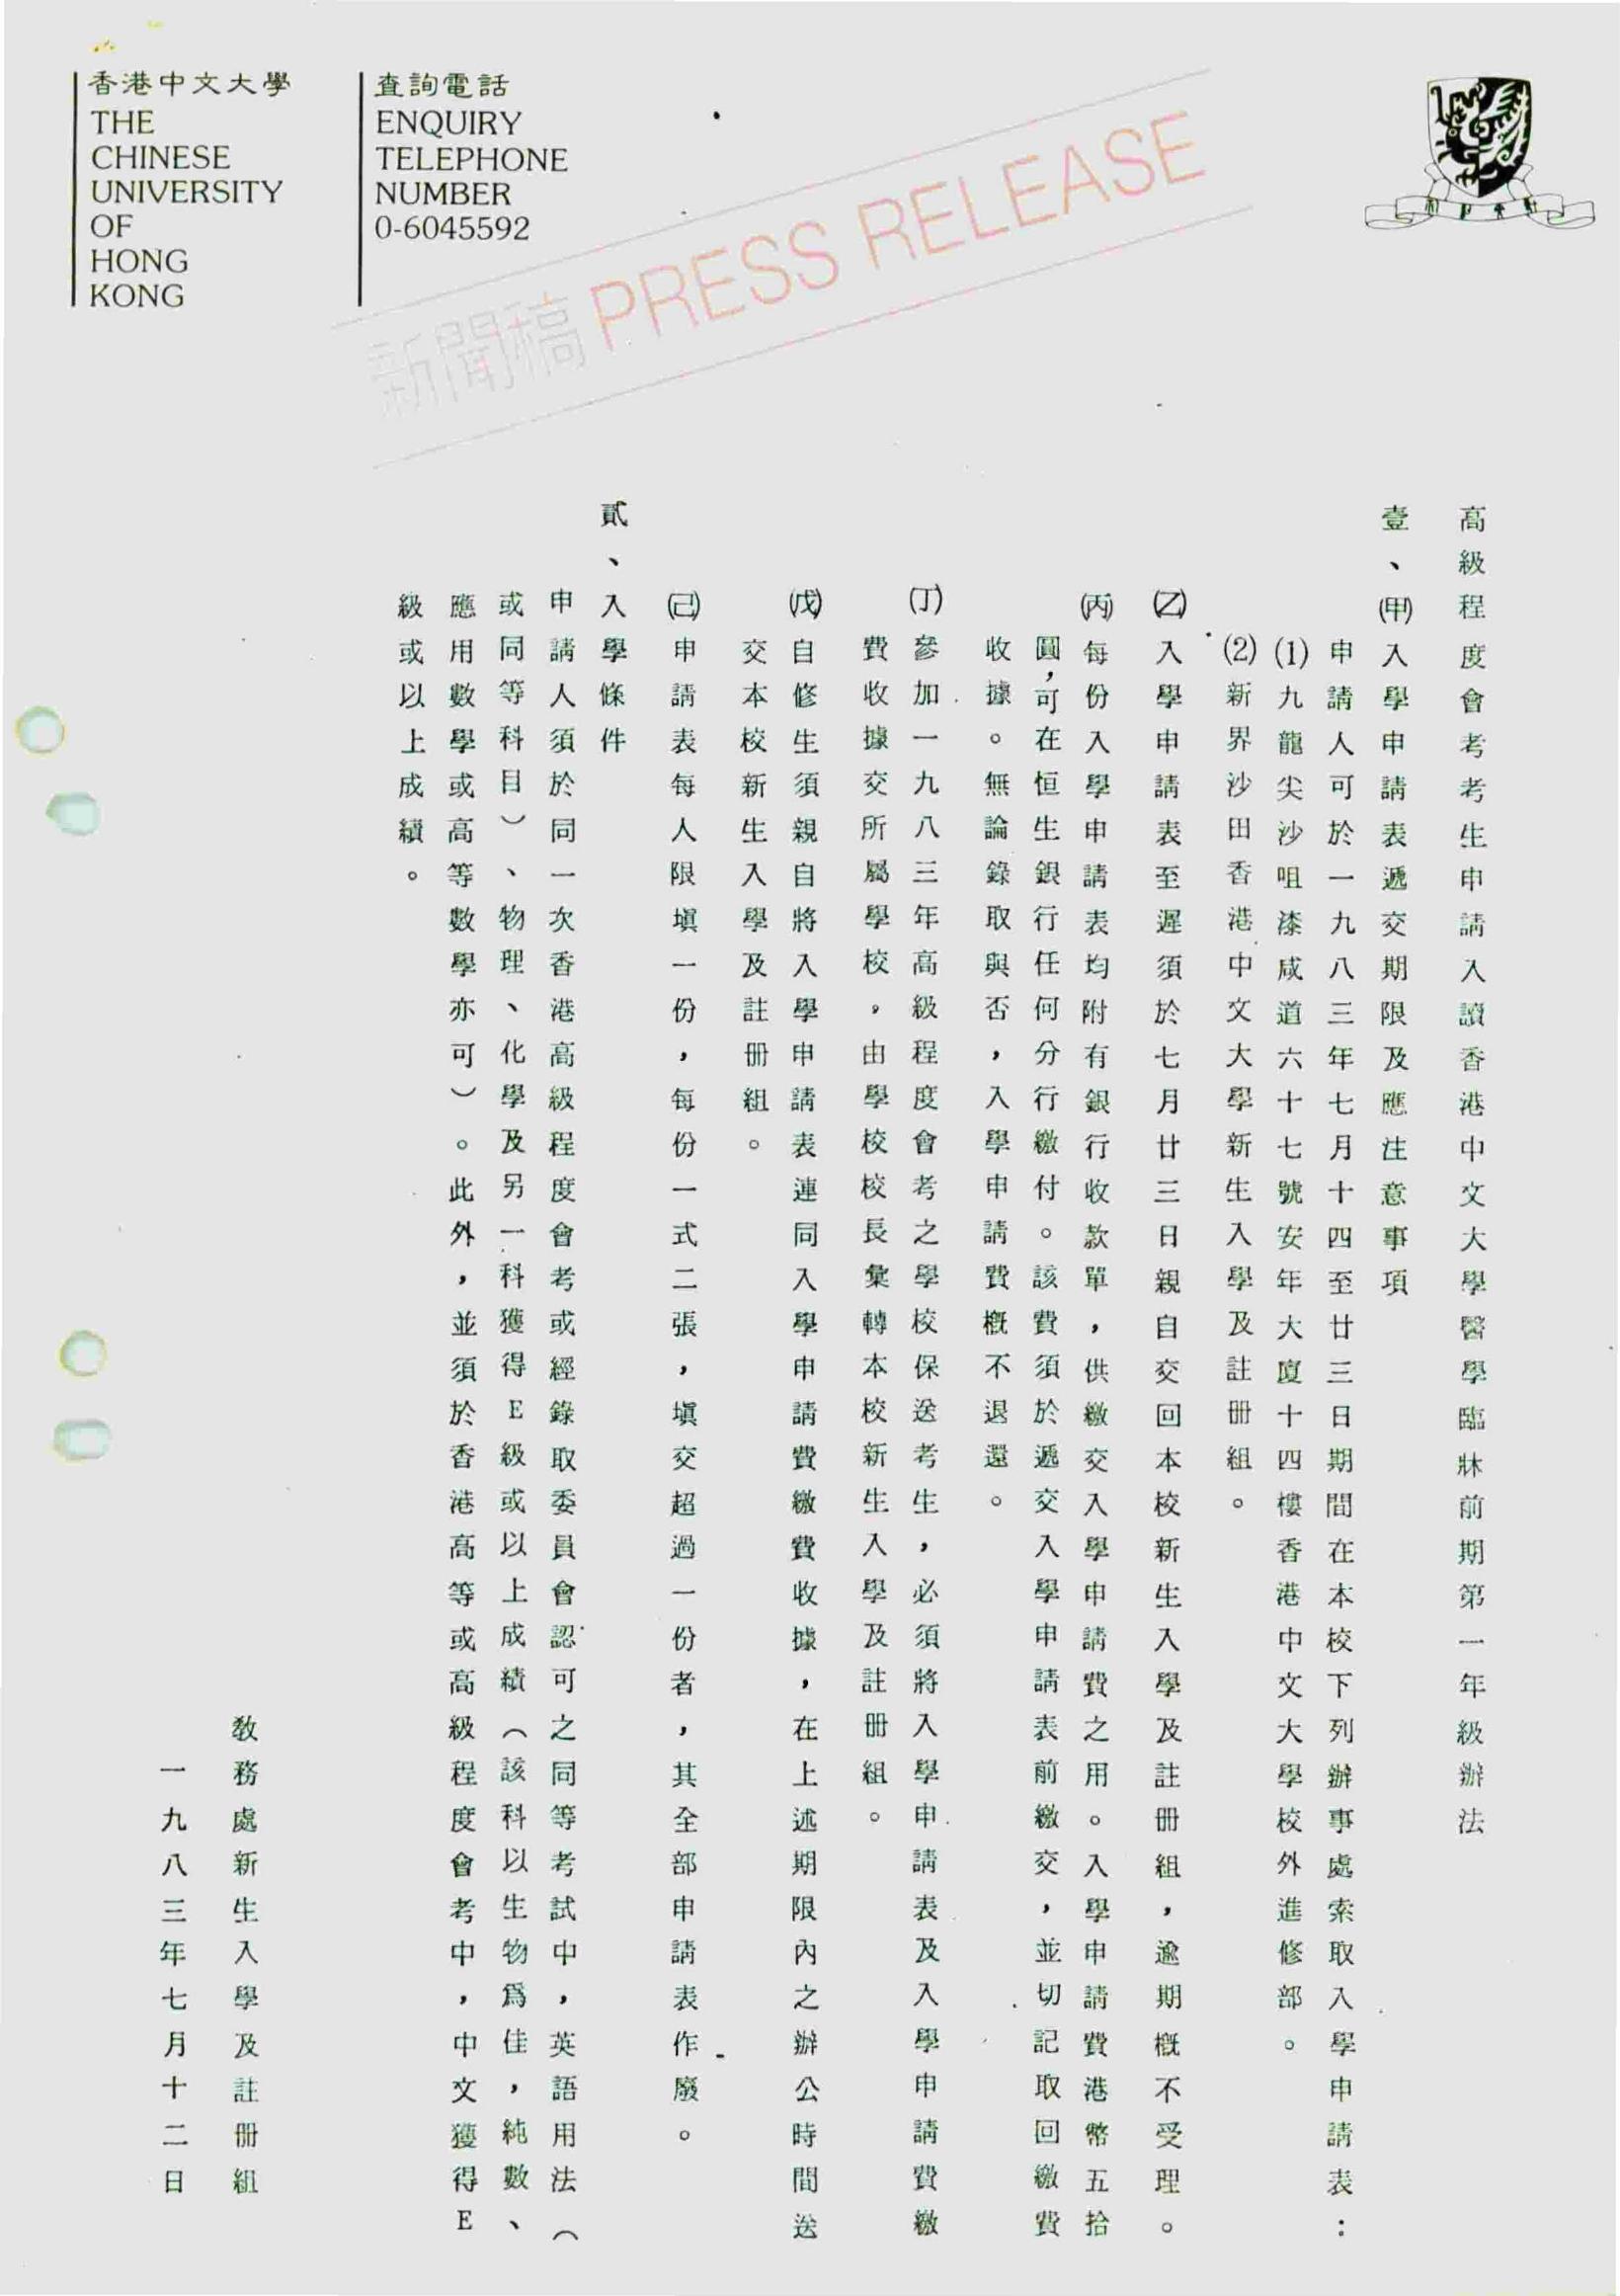 香港中文大學
THE
CHINESE
UNIVERSITY
OF
HONG
KONG
查詢電話
ENQUIRY
TELEPHONE
NUMBER
0-6045592
新聞稿 PRESS RELEASE
高級程度會考考生申請入讀香港中文大學醫學臨牀前期第一年級辦法
壹、(甲)入學申請表遞交期限及應注意事項
申請人可於一九八三年七月十四至廿三日期間在本校下列辦事處索取入學申請表：
(1)九龍尖沙咀漆咸道六十七號安年大廈十四樓香港中文大學校外進修部。
(2)新界沙田香港中文大學新生入學及註冊組。
(乙)入學申請表至遲須於七月廿三日親自交回本校新生入學及註冊組，逾期概不受理。
(丙)每份入學申請表均附有銀行收款單，供繳交入學申請費之用。入學申請費港幣五拾
圓，可在恒生銀行任何分行繳付。該費須於遞交入學申請表前繳交，並切記取回繳費
收據。無論錄取與否，入學申請費概不退還。
(丁)參加一九八三年高級程度會考之學校保送考生，必須將入學申請表及入學申請費繳
費收據交所屬學校，由學校校長彙轉本校新生入學及註冊組。
(戊)自修生須親自將入學申請表連同入學申請費繳費收據，在上述期限內之辦公時間送
交本校新生入學及註冊組。
(己)申請表每人限填一份，每份一式二張，填交超過一份者，其全部申請表作廢。
貳、入學條件
申請人須於同一次香港高級程度會考或經錄取委員會認可之同等考試中，英語用法（
或同等科目）、物理、化學及另一科獲得E級或以上成績（該科以生物為佳，純數、
應用數學或高等數學亦可）。此外，並須於香港高等或高級程度會考中，中文獲得E
級或以上成績。
教務處新生入學及註冊組
一九八三年七月十二日